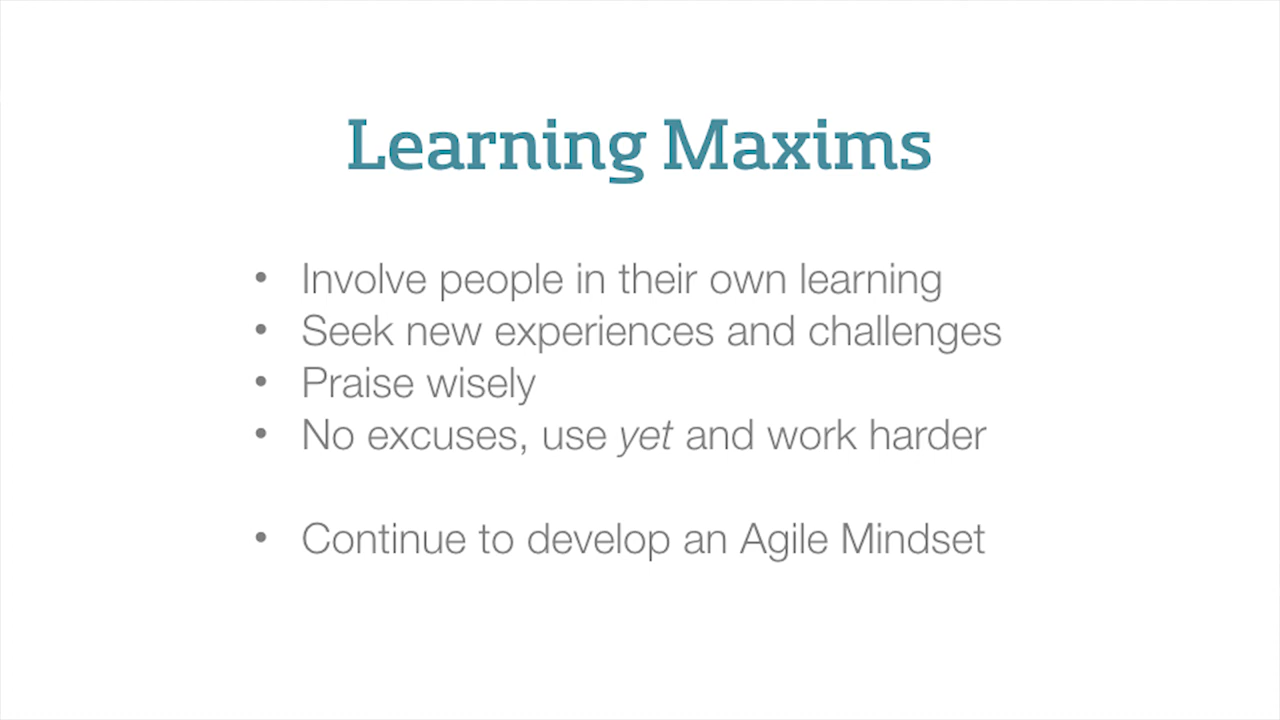 Learning Maxims
• Involve people in their own learning
• Seek new experiences and challenges
• Praise wisely
• No excuses, use yet and work harder
• Continue to develop an Agile Mindset